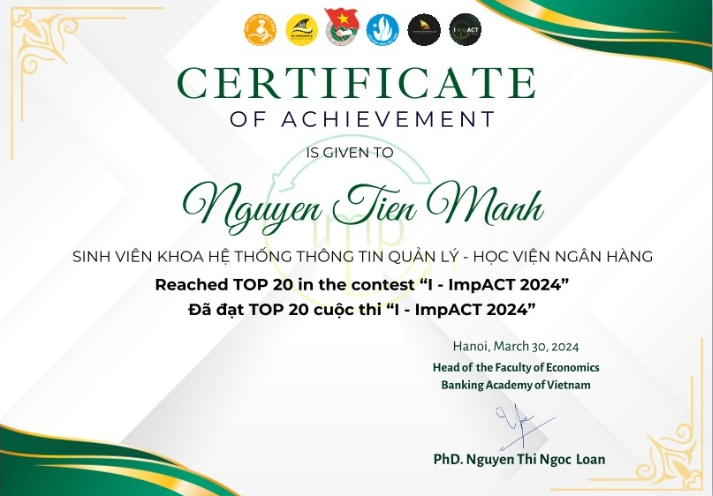 I impACT
CERTIFICATE
OF ACHIEVEMENT
IS GIVEN TO
imp
Nguyen Tien Manh
SINH VIÊN KHOA HỆ THỐNG THÔNG TIN QUẢN LÝ - HỌC VIỆN NGÂN HÀNG
Reached TOP 20 in the contest “I - ImpACT 2024”
Đã đạt TOP 20 cuộc thi “I - ImpACT 2024”
Hanoi, March 30, 2024
Head of the Faculty of Economics
Banking Academy of Vietnam
PhD. Nguyen Thi Ngoc Loan